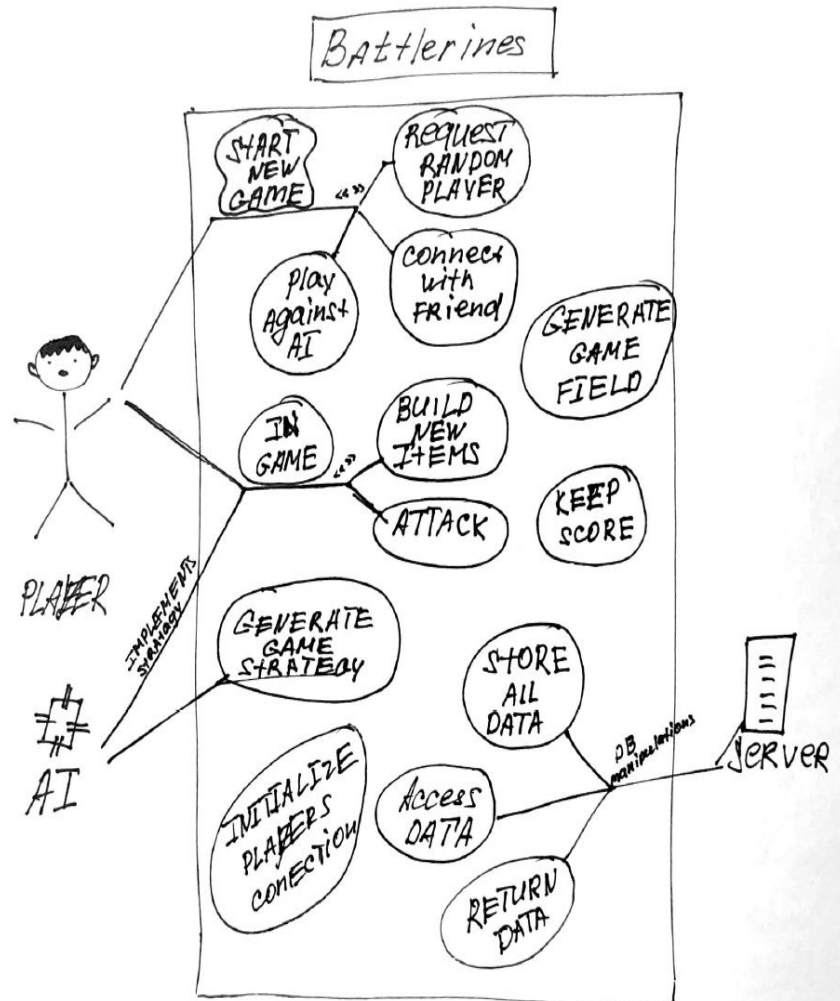 Battlerines
START
NEW
GAME
«»
REQUEST
RANDOM
PLAYER
Play
Against
AI
Connect
with
FRiend
GENERATE
GAME
FIELD
IN
GAME
«»
BUILD
NEW
ItEMS
ATTACK
KEEP
SCORE
PLAYER
IMPLEMENTS
STRATEGY
GENERATE
GAME
STRATEGY
AI
StORE
ALL
DATA
DB
manipulations
SERVER
INITIALIZE
PLAYERS
CONECTION
Access
DATA
RETURN
DATA